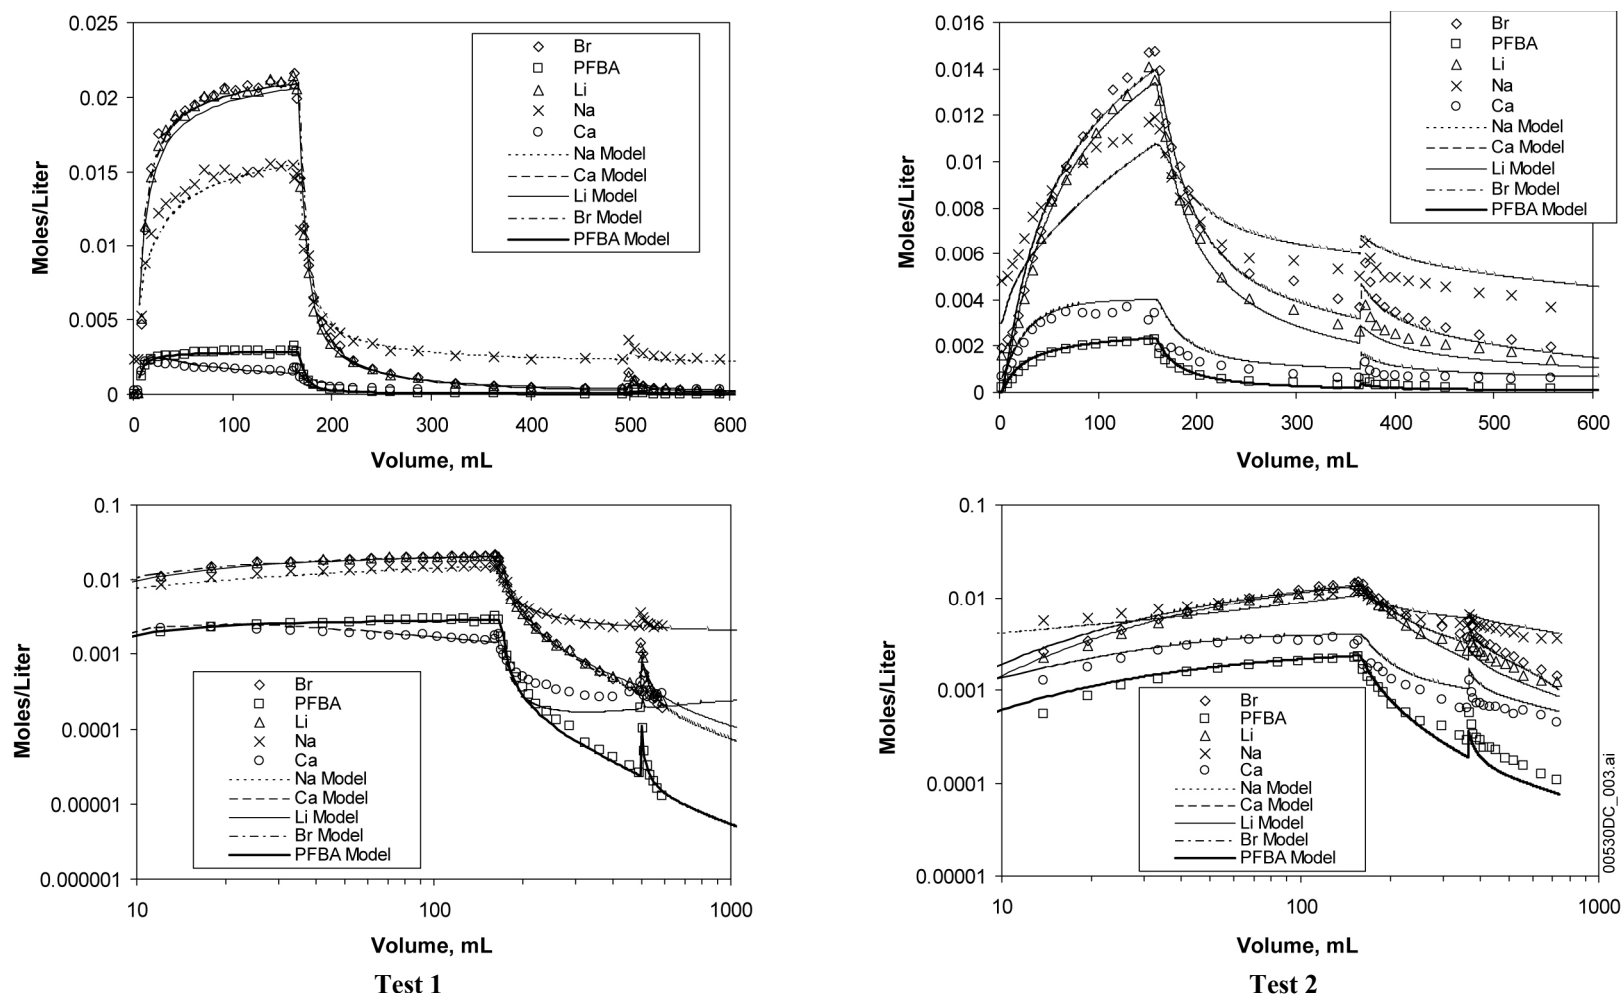 0.025
0.02
0.015
0.01
0.005
0
Moles/Liter
0 100 200 300 400 500 600
Volume, mL
Br
PFBA
Li
Na
Ca
Na Model
Ca Model
Li Model
Br Model
PFBA Model
0.016
0.014
0.012
0.01
0.008
0.006
0.004
0.002
0
Moles/Liter
0 100 200 300 400 500 600
Volume, mL
Br
PFBA
Li
Na
Ca
Na Model
Ca Model
Li Model
Br Model
PFBA Model
0.1
0.01
0.001
0.0001
0.00001
0.000001
Moles/Liter
10 100 1000
Volume, mL
Br
PFBA
Li
Na
Ca
Na Model
Ca Model
Li Model
Br Model
PFBA Model
Test 1
0.1
0.01
0.001
0.0001
0.00001
Moles/Liter
10 100 1000
Volume, mL
Br
PFBA
Li
Na
Ca
Na Model
Ca Model
Li Model
Br Model
PFBA Model
00530DC_003.ai
Test 2